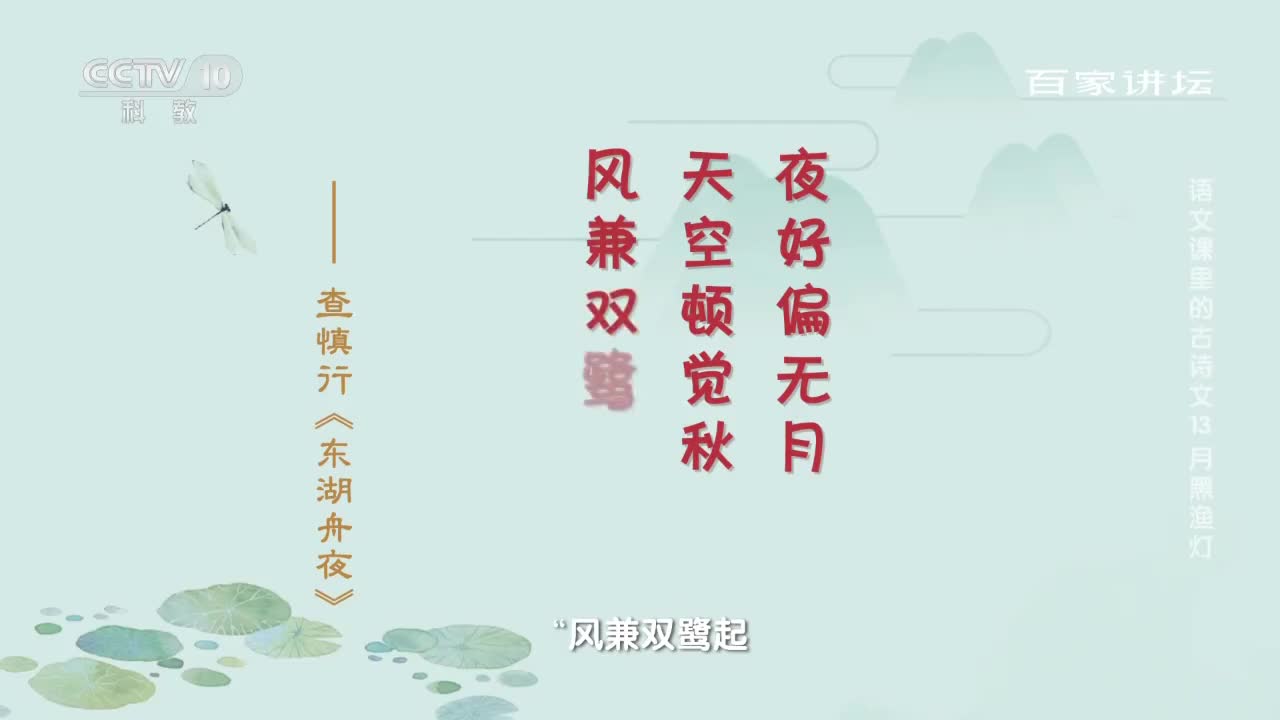 CCTV 10
科 教
百家讲坛
语文课里的古诗文13 月黑渔灯
夜好偏无月
天空顿觉秋
风兼双鹭
——查慎行《东湖舟夜》
“风兼双鹭起